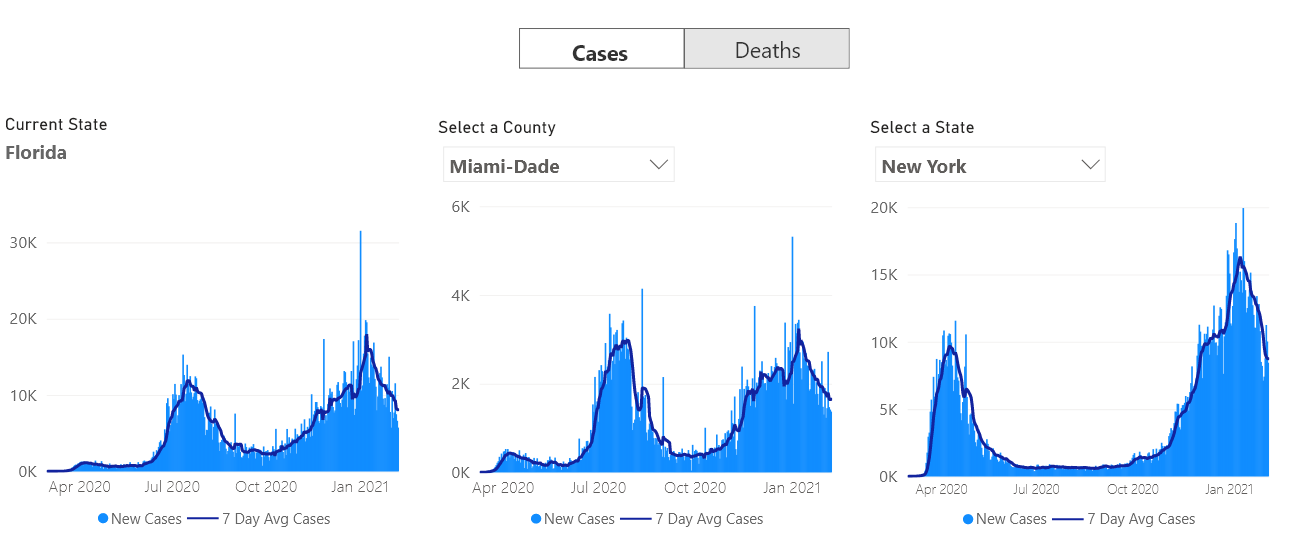 Cases Deaths
Current State
Florida
Select a County
Miami-Dade
Select a State
New York
30K
20K
10K
0K
Apr 2020 Jul 2020 Oct 2020 Jan 2021
New Cases 7 Day Avg Cases
6K
4K
2K
0K
Apr 2020 Jul 2020 Oct 2020 Jan 2021
New Cases 7 Day Avg Cases
20K
15K
10K
5K
0K
Apr 2020 Jul 2020 Oct 2020 Jan 2021
New Cases 7 Day Avg Cases